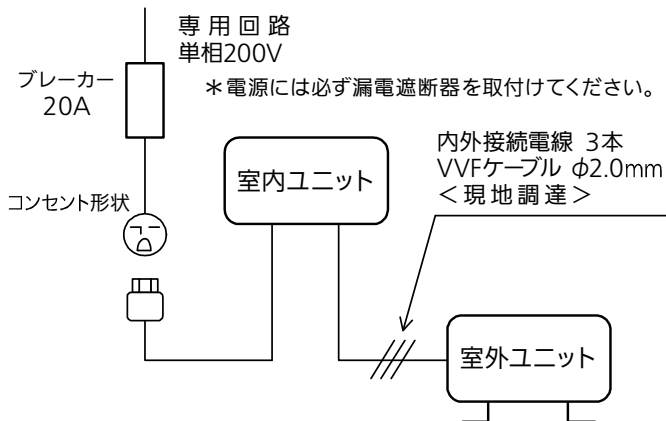 専用回路
単相200V
ブレーカー
20A
＊電源には必ず漏電遮断器を取付けてください。
内外接続電線 3本
VVFケーブル φ2.0mm
＜現地調達＞
室内ユニット
コンセント形状
室外ユニット